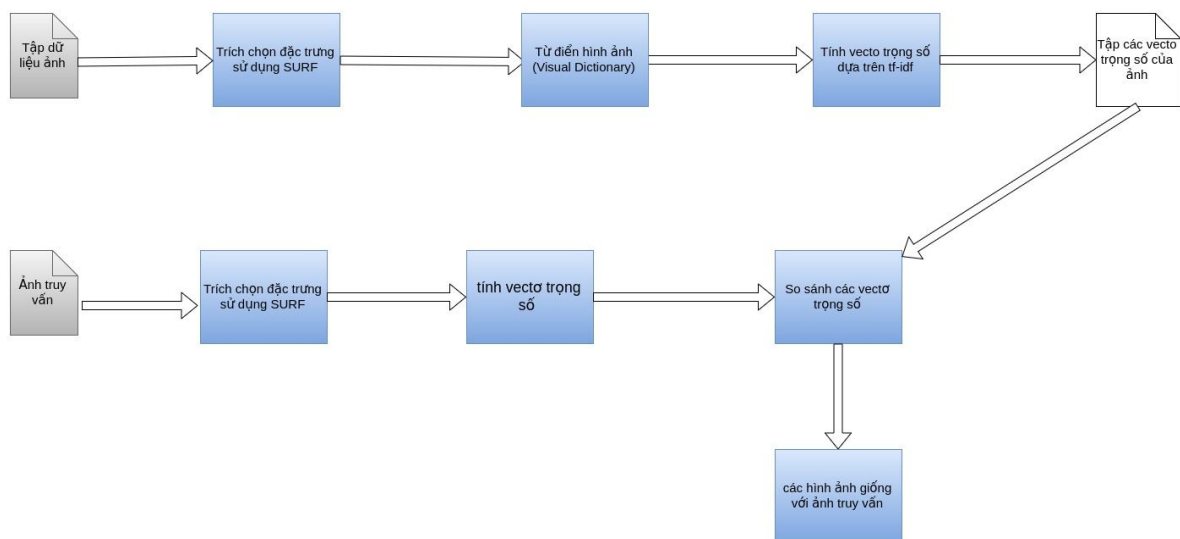 Tập dữ
liệu ảnh
Trích chọn đặc trưng
sử dụng SURF
Từ điển hình ảnh
(Visual Dictionary)
Tính vecto trọng số
dựa trên tf-idf
Tập các vecto
trọng số của
ảnh
Ảnh truy
vấn
Trích chọn đặc trưng
sử dụng SURF
tính vectơ trọng
số
So sánh các vectơ
trọng số
các hình ảnh giống
với ảnh truy vấn